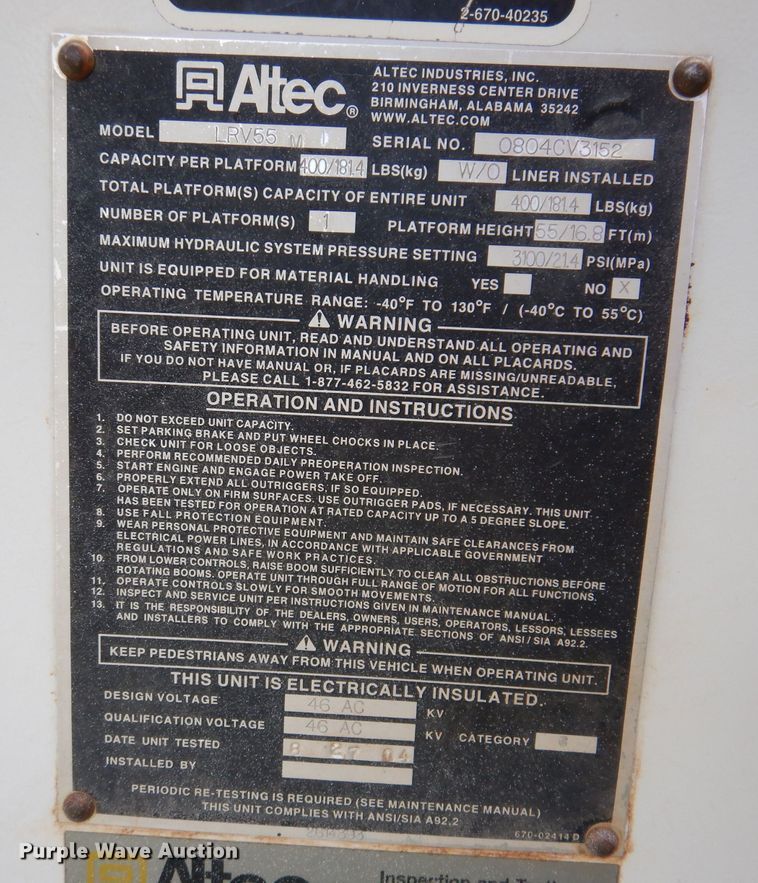 2-670-40235
Altec®
ALTEC INDUSTRIES, INC.
210 INVERNESS CENTER DRIVE
BIRMINGHAM, ALABAMA 35242
WWW.ALTEC.COM
MODEL LRV55 M SERIAL NO. 0804CV3152
CAPACITY PER PLATFORM 400/181.4 LBS(kg) W/O LINER INSTALLED
TOTAL PLATFORM(S) CAPACITY OF ENTIRE UNIT 400/181.4 LBS(kg)
NUMBER OF PLATFORM(S) 1 PLATFORM HEIGHT 55/16.8 FT(m)
MAXIMUM HYDRAULIC SYSTEM PRESSURE SETTING 3100/21.4 PSI(MPa)
UNIT IS EQUIPPED FOR MATERIAL HANDLING YES NO X
OPERATING TEMPERATURE RANGE: -40°F TO 130°F / (-40°C TO 55°C)
WARNING
BEFORE OPERATING UNIT, READ AND UNDERSTAND ALL OPERATING AND
SAFETY INFORMATION IN MANUAL AND ON ALL PLACARDS.
IF YOU DO NOT HAVE MANUAL OR, IF PLACARDS ARE MISSING/UNREADABLE,
PLEASE CALL 1-877-462-5832 FOR ASSISTANCE.
OPERATION AND INSTRUCTIONS
1. DO NOT EXCEED UNIT CAPACITY.
2. SET PARKING BRAKE AND PUT WHEEL CHOCKS IN PLACE.
3. CHECK UNIT FOR LOOSE OBJECTS.
4. PERFORM RECOMMENDED DAILY PREOPERATION INSPECTION.
5. START ENGINE AND ENGAGE POWER TAKE OFF.
6. PROPERLY EXTEND ALL OUTRIGGERS, IF SO EQUIPPED.
7. OPERATE ONLY ON FIRM SURFACES. USE OUTRIGGER PADS, IF NECESSARY. THIS UNIT
HAS BEEN TESTED FOR OPERATION AT RATED CAPACITY UP TO A 5 DEGREE SLOPE.
8. USE FALL PROTECTION EQUIPMENT.
9. WEAR PERSONAL PROTECTIVE EQUIPMENT AND MAINTAIN SAFE CLEARANCES FROM
ELECTRICAL POWER LINES, IN ACCORDANCE WITH APPLICABLE GOVERNMENT
REGULATIONS AND SAFE WORK PRACTICES.
10. FROM LOWER CONTROLS, RAISE BOOM SUFFICIENTLY TO CLEAR ALL OBSTRUCTIONS BEFORE
ROTATING BOOMS. OPERATE UNIT THROUGH FULL RANGE OF MOTION FOR ALL FUNCTIONS.
11. OPERATE CONTROLS SLOWLY FOR SMOOTH MOVEMENTS.
12. INSPECT AND SERVICE UNIT PER INSTRUCTIONS GIVEN IN MAINTENANCE MANUAL.
13. IT IS THE RESPONSIBILITY OF THE DEALERS, OWNERS, USERS, OPERATORS, LESSORS, LESSEES
AND INSTALLERS TO COMPLY WITH THE APPROPRIATE SECTIONS OF ANSI / SIA A92.2.
WARNING
KEEP PEDESTRIANS AWAY FROM THIS VEHICLE WHEN OPERATING UNIT.
THIS UNIT IS ELECTRICALLY INSULATED.
DESIGN VOLTAGE 46 AC KV
QUALIFICATION VOLTAGE 46 AC KV CATEGORY
DATE UNIT TESTED 8 27 04
INSTALLED BY
PERIODIC RE-TESTING IS REQUIRED (SEE MAINTENANCE MANUAL)
THIS UNIT COMPLIES WITH ANSI/SIA A92.2
670-02414 D
Purple Wave Auction
Altec Inspection and